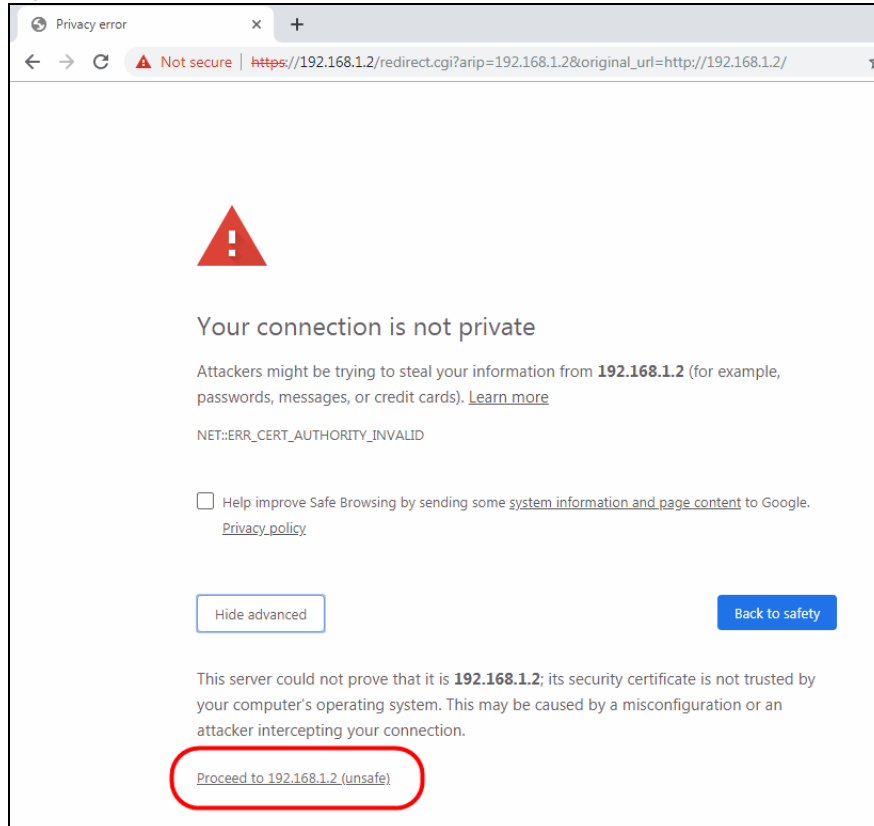 Privacy error
Not secure | https://192.168.1.2/redirect.cgi?arip=192.168.1.2&original_url=http://192.168.1.2/
Your connection is not private
Attackers might be trying to steal your information from 192.168.1.2 (for example,
passwords, messages, or credit cards). Learn more
NET::ERR_CERT_AUTHORITY_INVALID
Help improve Safe Browsing by sending some system information and page content to Google.
Privacy policy
Hide advanced
Back to safety
This server could not prove that it is 192.168.1.2; its security certificate is not trusted by
your computer's operating system. This may be caused by a misconfiguration or an
attacker intercepting your connection.
Proceed to 192.168.1.2 (unsafe)